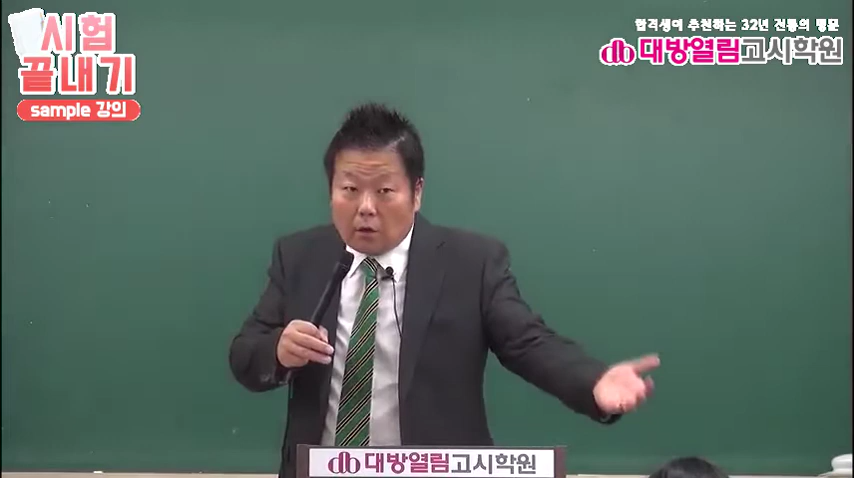 시험
끝내기
sample 강의
합격생이 추천하는 32년 전통의 명문
db 대방열림고시학원
db 대방열림고시학원